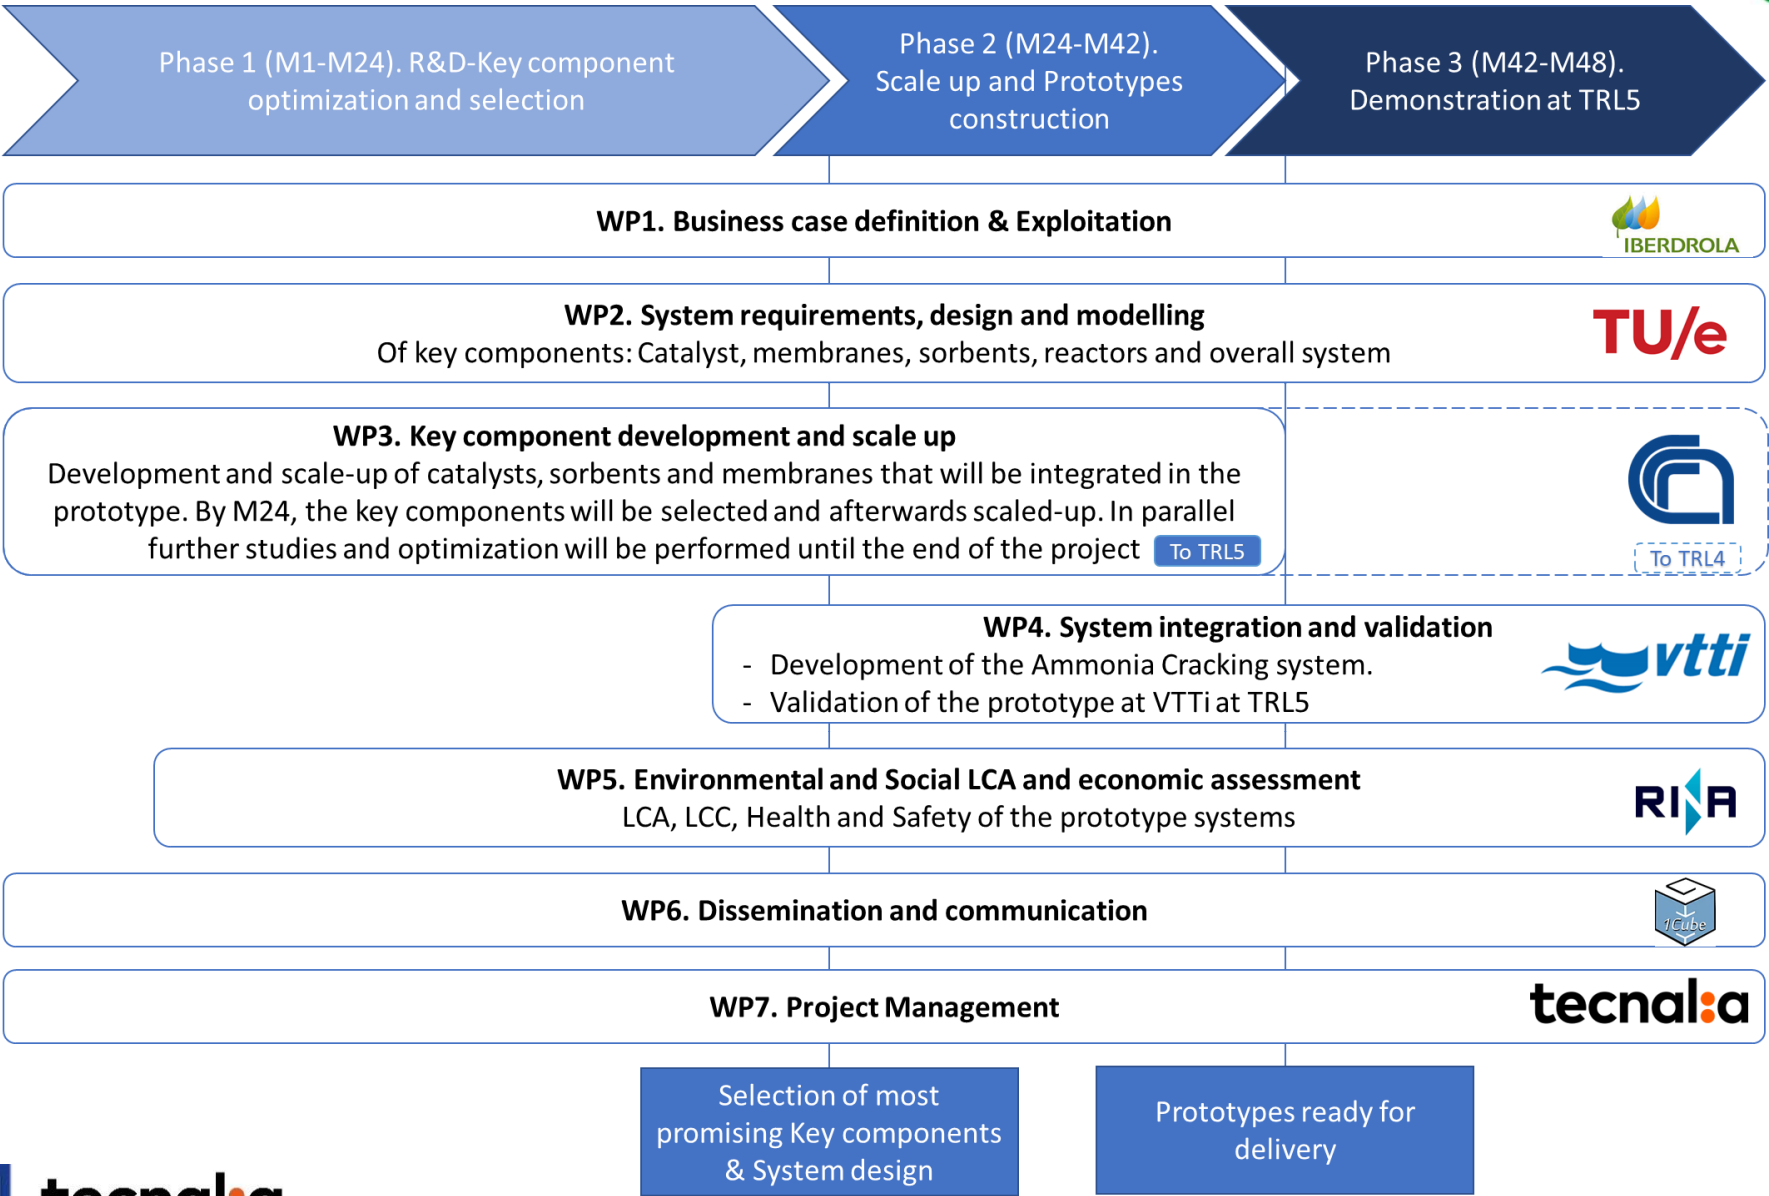 Phase 1 (M1-M24). R&D-Key component
optimization and selection
Phase 2 (M24-M42).
Scale up and Prototypes
construction
Phase 3 (M42-M48).
Demonstration at TRL5
WP1. Business case definition & Exploitation
IBERDROLA
WP2. System requirements, design and modelling
Of key components: Catalyst, membranes, sorbents, reactors and overall system
TU/e
WP3. Key component development and scale up
Development and scale-up of catalysts, sorbents and membranes that will be integrated in the
prototype. By M24, the key components will be selected and afterwards scaled-up. In parallel
further studies and optimization will be performed until the end of the project
To TRL5
To TRL4
WP4. System integration and validation
- Development of the Ammonia Cracking system.
- Validation of the prototype at VTTi at TRL5
vtti
WP5. Environmental and Social LCA and economic assessment
LCA, LCC, Health and Safety of the prototype systems
RINA
WP6. Dissemination and communication
1Cube
WP7. Project Management
tecnal:a
Selection of most
promising Key components
& System design
Prototypes ready for
delivery
tecnal:a